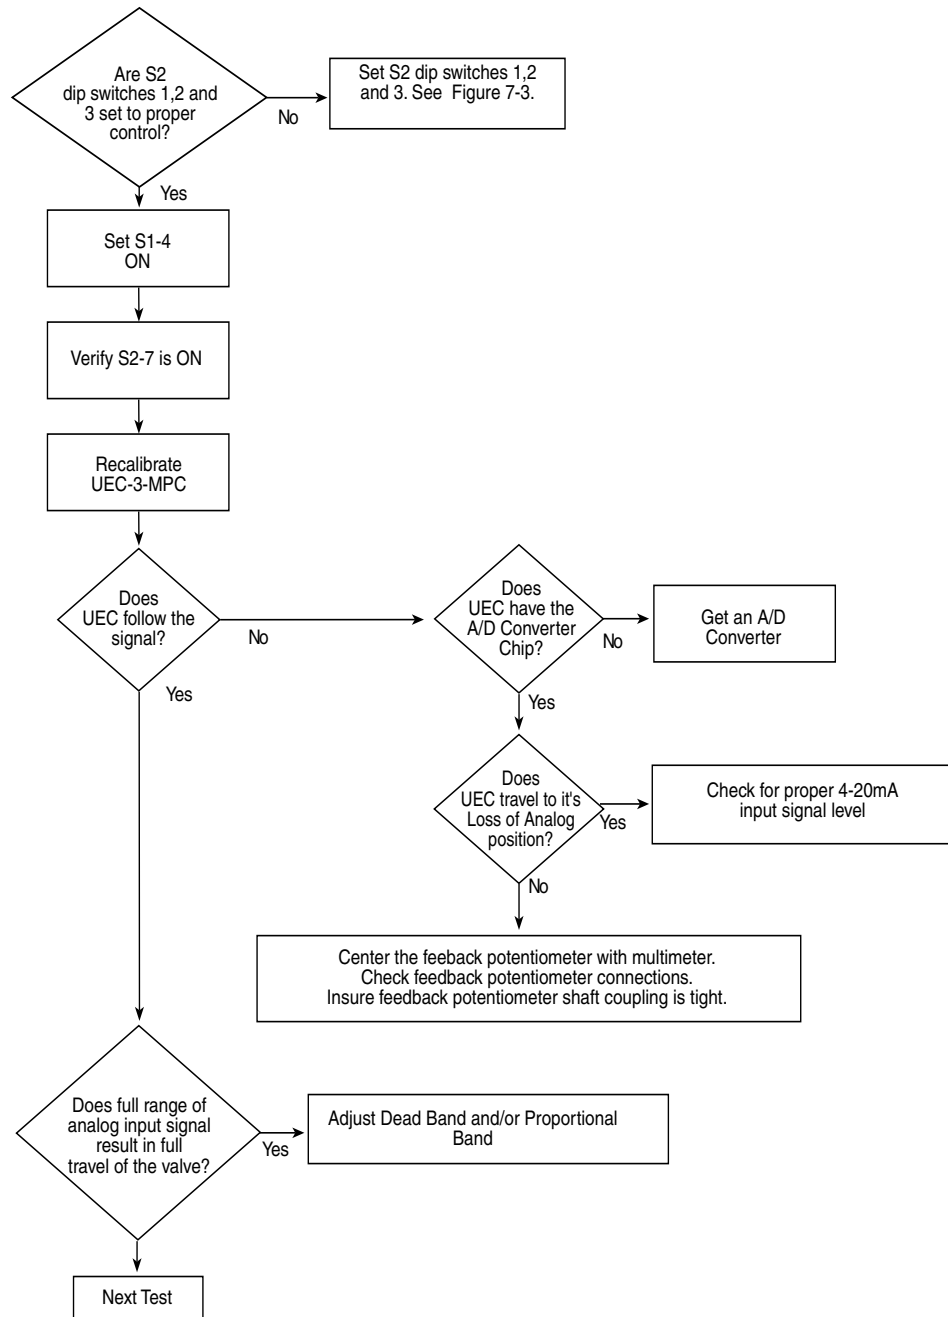 Are S2
dip switches 1,2 and
3 set to proper
control?
No
Set S2 dip switches 1,2
and 3. See Figure 7-3.
Yes
Set S1-4
ON
Verify S2-7 is ON
Recalibrate
UEC-3-MPC
Does
UEC follow the
signal?
No
Does
UEC have the
A/D Converter
Chip?
No
Get an A/D
Converter
Yes
Yes
Does
UEC travel to it's
Loss of Analog
position?
Yes
Check for proper 4-20mA
input signal level
No
Center the feeback potentiometer with multimeter.
Check feedback potentiometer connections.
Insure feedback potentiometer shaft coupling is tight.
Does full range of
analog input signal
result in full
travel of the valve?
Yes
Adjust Dead Band and/or Proportional
Band
Next Test